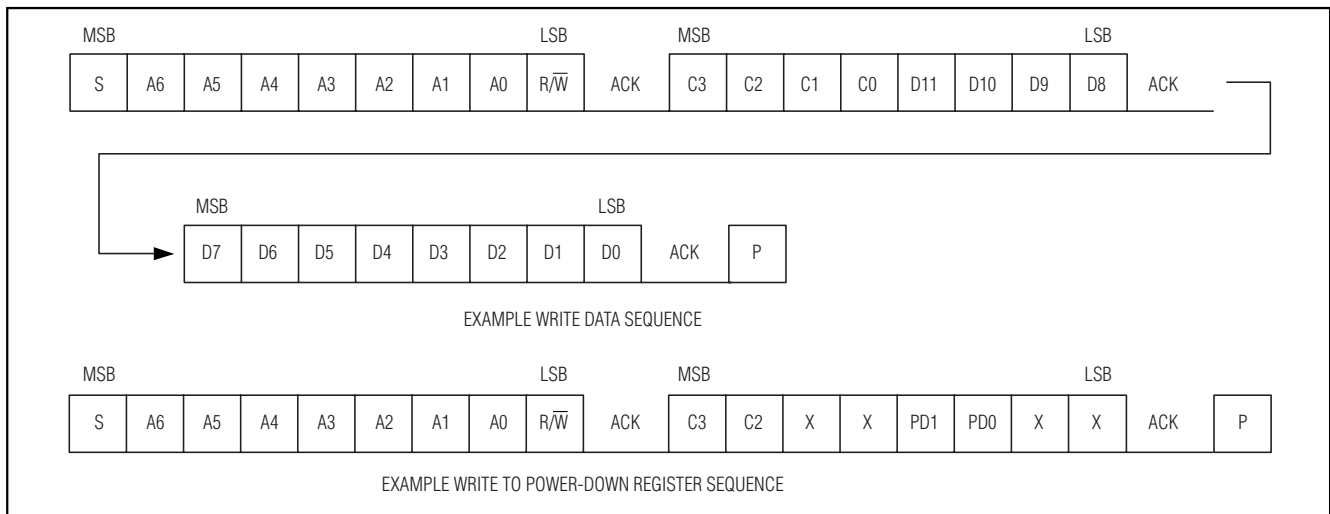 MSB LSB MSB LSB
S A6 A5 A4 A3 A2 A1 A0 R/W̅ ACK C3 C2 C1 C0 D11 D10 D9 D8 ACK
MSB LSB
D7 D6 D5 D4 D3 D2 D1 D0 ACK P
EXAMPLE WRITE DATA SEQUENCE
MSB LSB MSB LSB
S A6 A5 A4 A3 A2 A1 A0 R/W̅ ACK C3 C2 X X PD1 PD0 X X ACK P
EXAMPLE WRITE TO POWER-DOWN REGISTER SEQUENCE